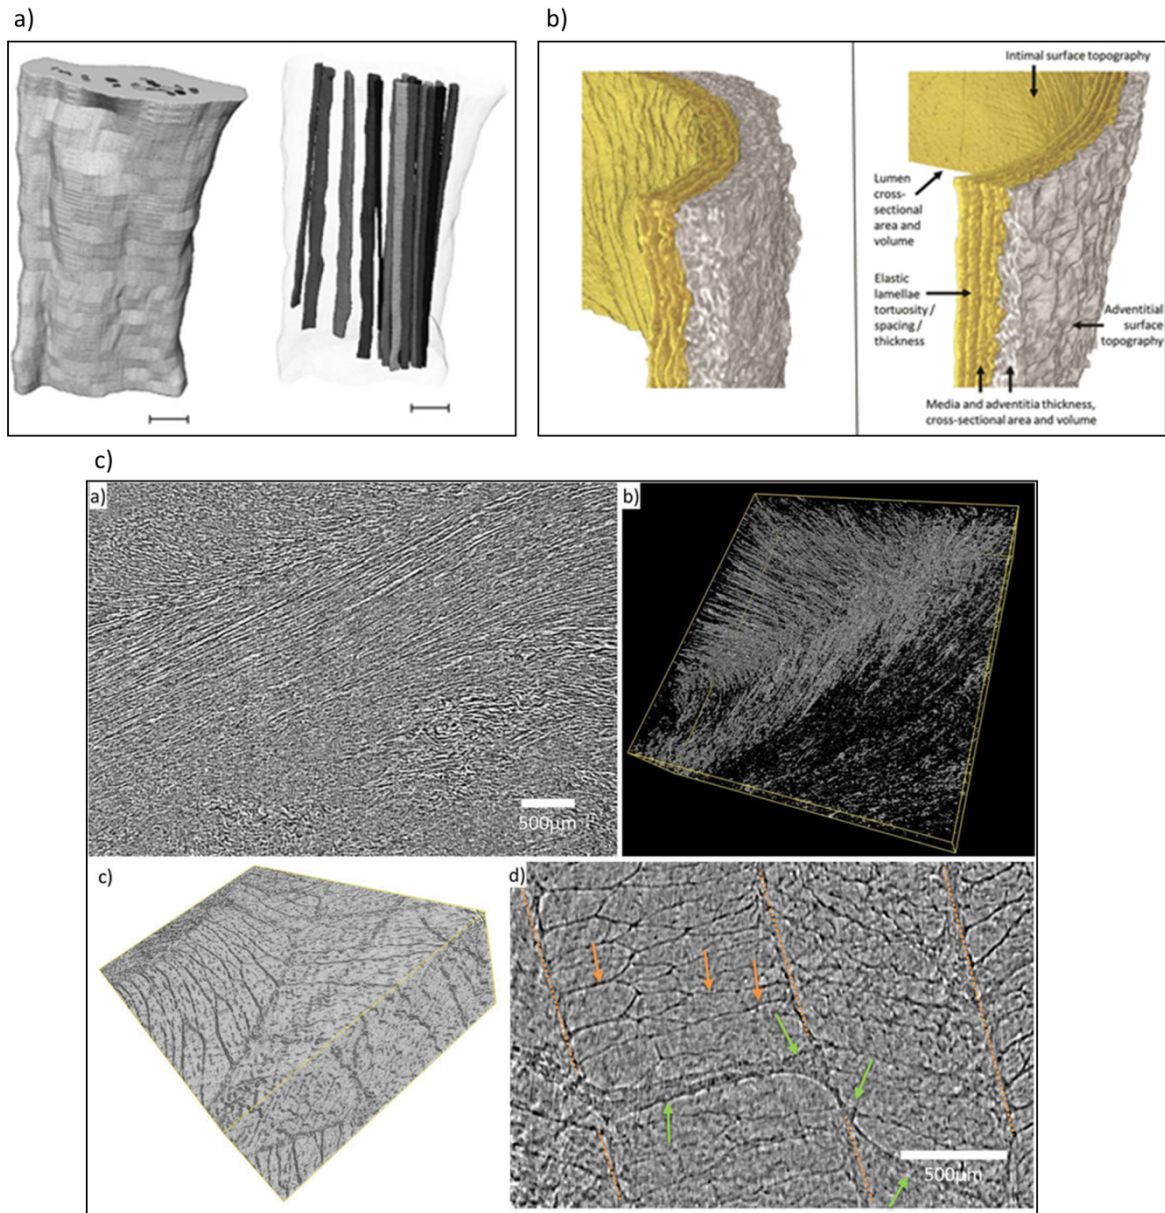 a)
b)
Intimal surface topography
Lumen
cross-
sectional
area and
volume
Elastic
lamellae
tortuosity /
spacing /
thickness
Adventitial
surface
topography
Media and adventitia thickness,
cross-sectional area and volume
c)
a)
500µm
b)
c)
d)
500µm